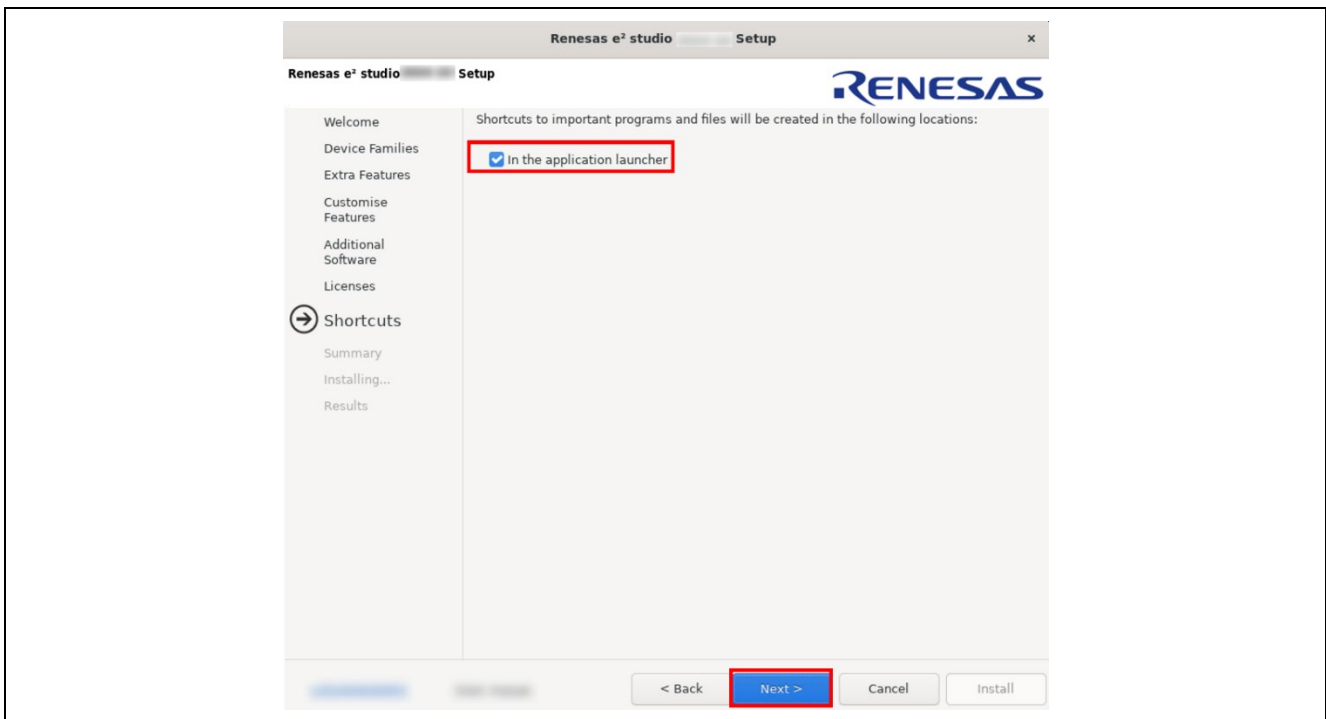 Renesas e² studio Setup
x
Renesas e² studio Setup
RENESAS
Welcome
Device Families
Extra Features
Customise
Features
Additional
Software
Licenses
Shortcuts
Summary
Installing...
Results
Shortcuts to important programs and files will be created in the following locations:
In the application launcher
< Back
Next >
Cancel
Install